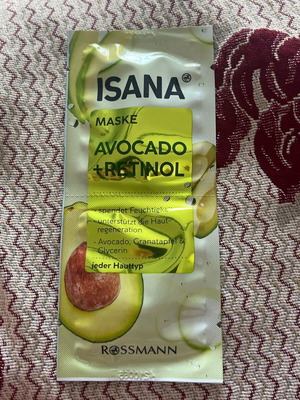 ISANA
MASKE
AVOCADO
+RETINOL
- spendet Feuchtigkeit
- unterstützt die Haut-
regeneration
- Avocado, Granatapfel &
Glycerin
jeder Hauttyp
ROSSMANN